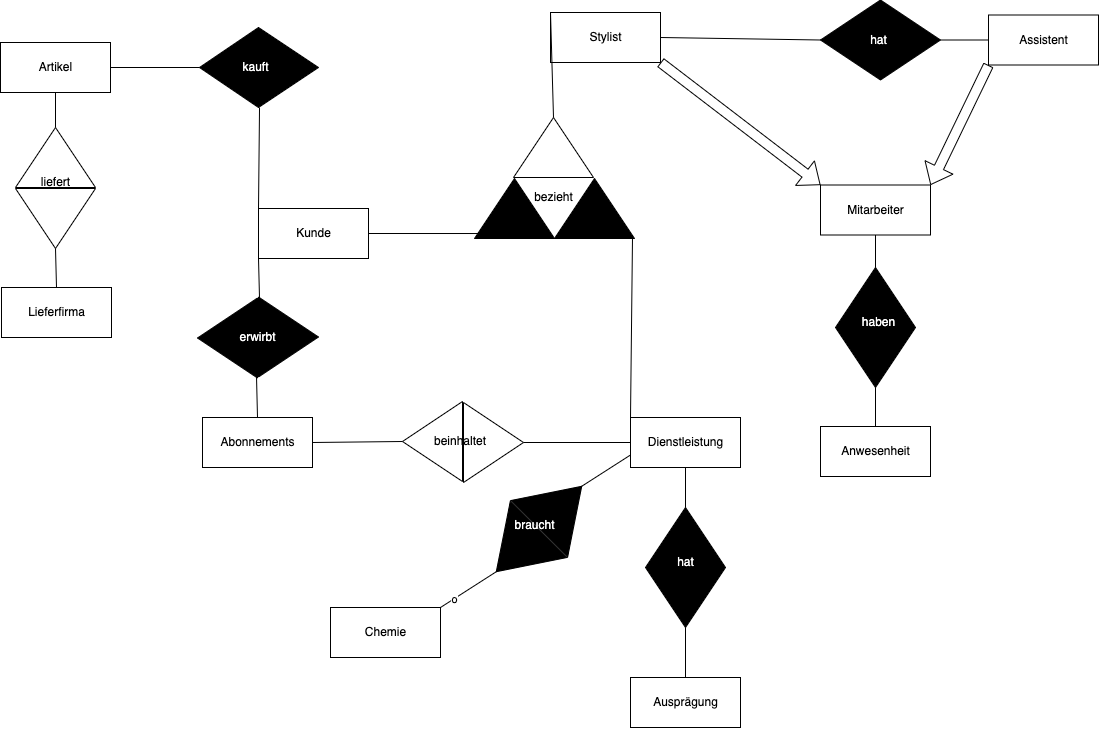 Stylist
hat
Assistent
Artikel
kauft
liefert
bezieht
Mitarbeiter
Kunde
Lieferfirma
haben
erwirbt
Abonnements
beinhaltet
Dienstleistung
Anwesenheit
braucht
hat
o
Chemie
Ausprägung